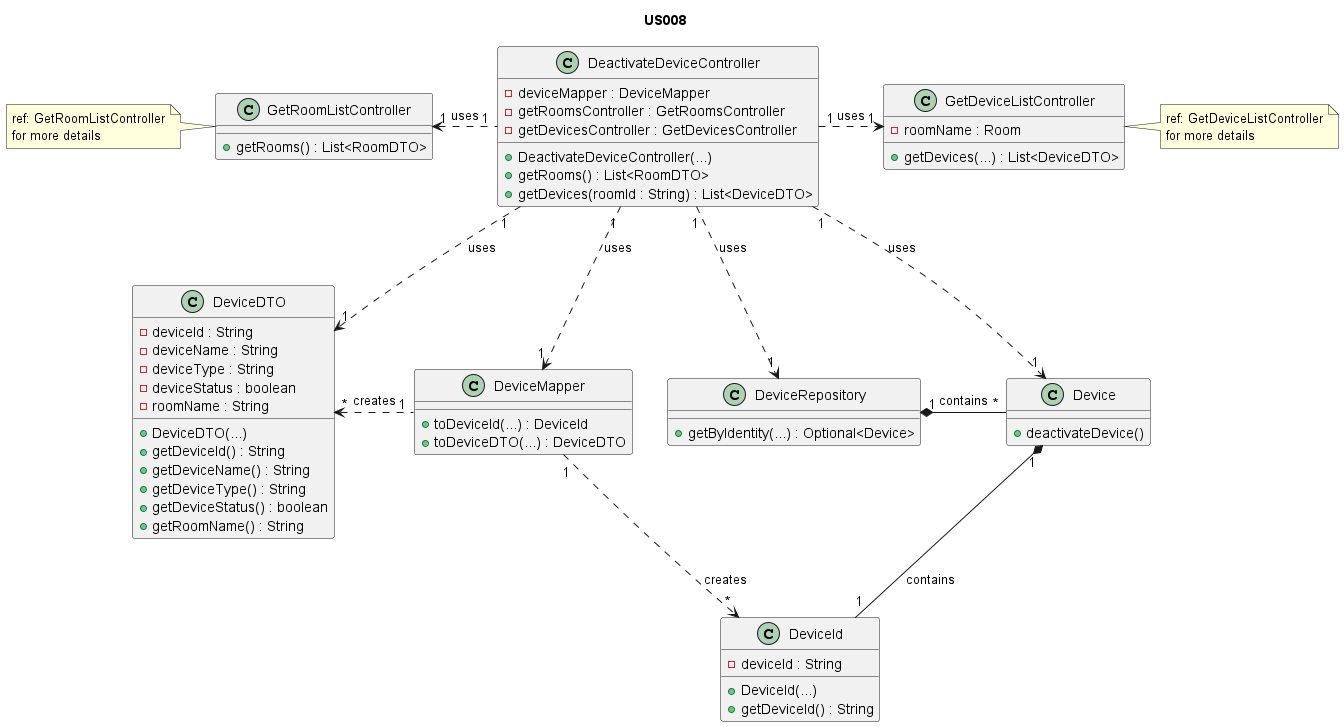 US008
DeactivateDeviceController
deviceMapper : DeviceMapper
getRoomsController : GetRoomsController
getDevicesController : GetDevicesController
DeactivateDeviceController(...)
getRooms() : List<RoomDTO>
getDevices(roomId : String) : List<DeviceDTO>
ref: GetRoomListController
for more details
GetRoomListController
getRooms() : List<RoomDTO>
1 uses 1
1 uses 1
GetDeviceListController
roomName : Room
getDevices(...) : List<DeviceDTO>
ref: GetDeviceListController
for more details
1
uses
1
1
uses
1
1
uses
1
1
uses
1
DeviceDTO
deviceId : String
deviceName : String
deviceType : String
deviceStatus : boolean
roomName : String
DeviceDTO(...)
getDeviceId() : String
getDeviceName() : String
getDeviceType() : String
getDeviceStatus() : boolean
getRoomName() : String
* creates 1
DeviceMapper
toDeviceId(...) : DeviceId
toDeviceDTO(...) : DeviceDTO
DeviceRepository
getByIdentity(...) : Optional<Device>
1 contains *
Device
deactivateDevice()
1
creates
*
1
contains
1
DeviceId
deviceId : String
DeviceId(...)
getDeviceId() : String